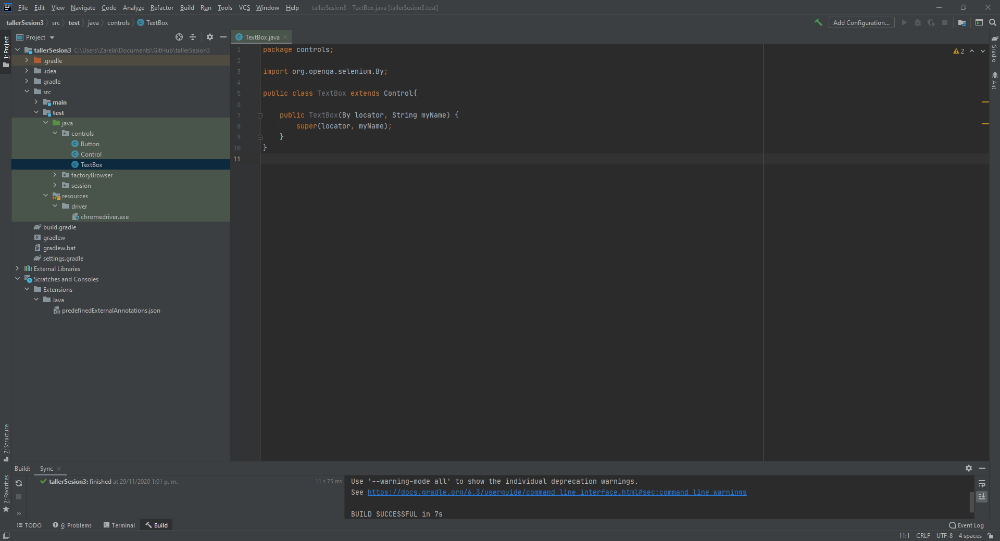 File Edit View Navigate Code Analyze Refactor Build Run Tools VCS Window Help tallerSesion3 - TextBox.java [tallerSesion3.test]
tallerSesion3 src test java controls TextBox Add Configuration...
1: Project
Project
TextBox.java
tallerSesion3 C:\Users\Zarela\Documents\GitHub\tallerSesion3
.gradle
.idea
gradle
src
main
test
java
controls
Button
Control
TextBox
factoryBrowser
session
resources
driver
chromedriver.exe
build.gradle
gradlew
gradlew.bat
settings.gradle
External Libraries
Scratches and Consoles
Extensions
Java
predefinedExternalAnnotations.json
1 package controls;
2
3 import org.openqa.selenium.By;
4
5 public class TextBox extends Control{
6
7 public TextBox(By locator, String myName) {
8 super(locator, myName);
9 }
10 }
11
2
Gradle
Ant
7: Structure
2: Favorites
Build: Sync
tallerSesion3: finished at 29/11/2020 1:01 p. m. 11 s 75 ms
Use '--warning-mode all' to show the individual deprecation warnings.
See https://docs.gradle.org/6.3/userguide/command_line_interface.html#sec:command_line_warnings
BUILD SUCCESSFUL in 7s
TODO 6: Problems Terminal Build Event Log
11:1 CRLF UTF-8 4 spaces